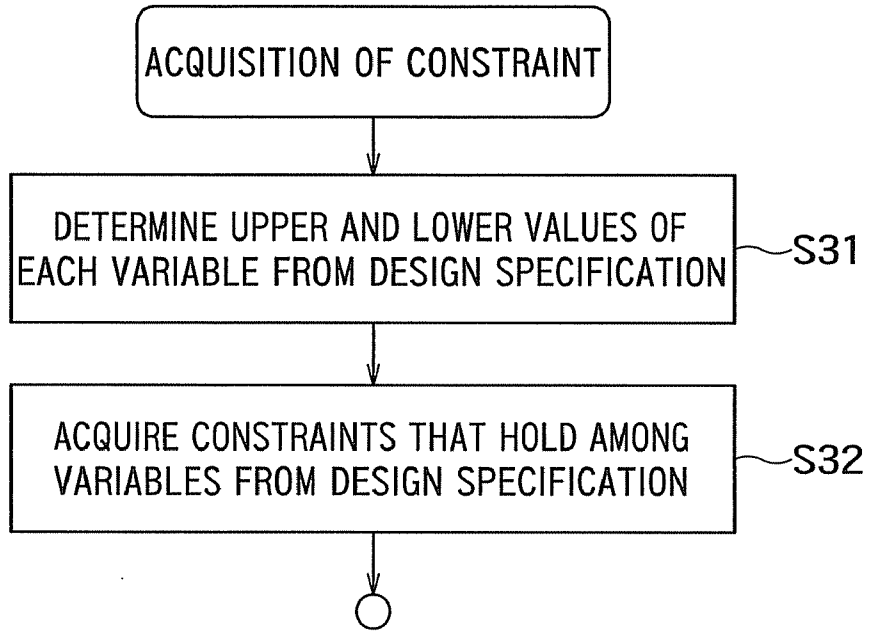 ACQUISITION OF CONSTRAINT
DETERMINE UPPER AND LOWER VALUES OF
EACH VARIABLE FROM DESIGN SPECIFICATION
S31
ACQUIRE CONSTRAINTS THAT HOLD AMONG
VARIABLES FROM DESIGN SPECIFICATION
S32